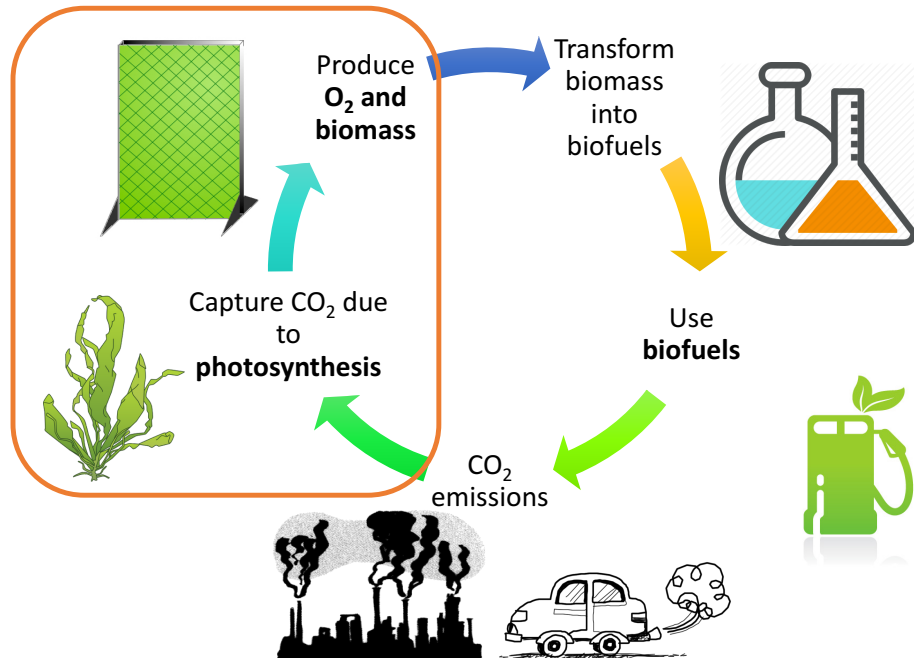 Produce
O₂ and
biomass
Transform
biomass
into
biofuels
Use
biofuels
CO₂
emissions
Capture CO₂ due
to
photosynthesis